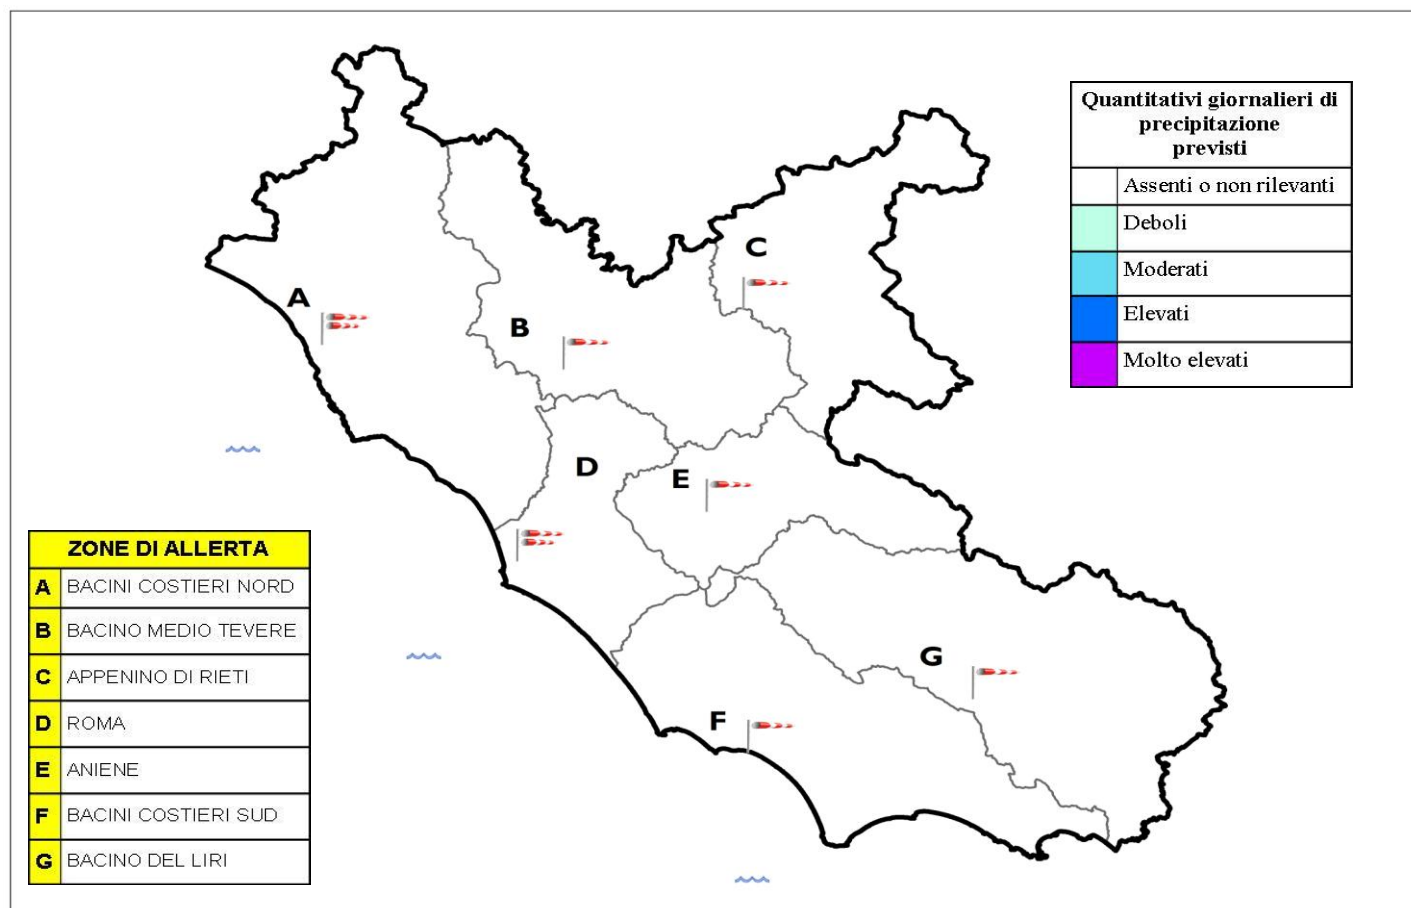 Quantitativi giornalieri di
precipitazione
previsti
Assenti o non rilevanti
Deboli
Moderati
Elevati
Molto elevati
C
A
B
D
E
G
F
ZONE DI ALLERTA
A BACINI COSTIERI NORD
B BACINO MEDIO TEVERE
C APPENINO DI RIETI
D ROMA
E ANIENE
F BACINI COSTIERI SUD
G BACINO DEL LIRI